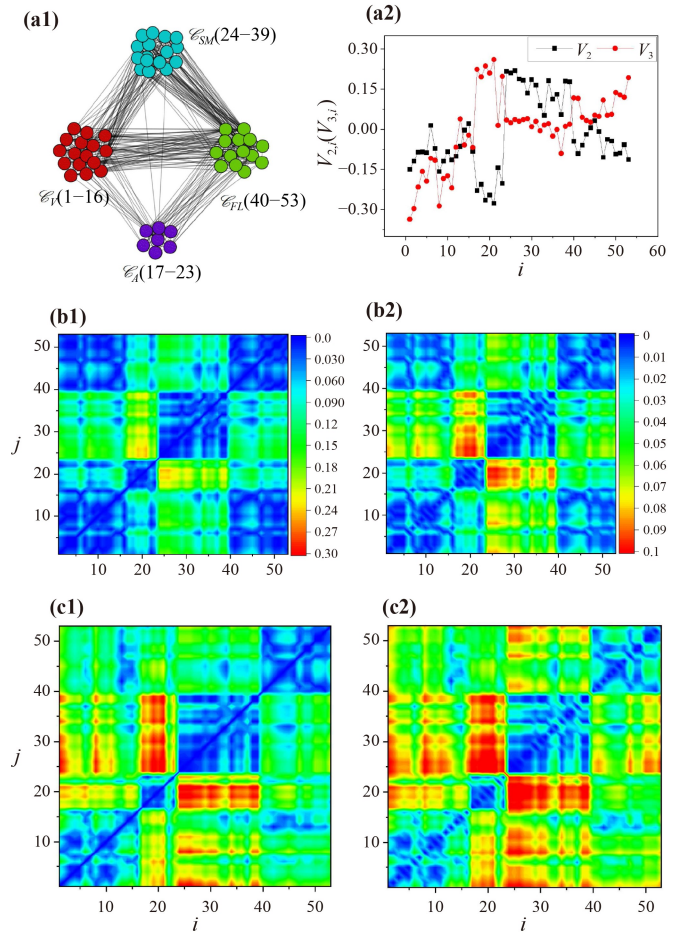 (a1)
𝒞SM(24−39)
𝒞V(1−16)
𝒞FL(40−53)
𝒞A(17−23)
(a2)
V2 V3
V2,i(V3,i)
0.30
0.15
0.00
−0.15
−0.30
0 10 20 30 40 50 60
i
(b1)
j
50
40
30
20
10
10 20 30 40 50
0.0
0.030
0.060
0.090
0.12
0.15
0.18
0.21
0.24
0.27
0.30
(b2)
50
40
30
20
10
10 20 30 40 50
0
0.01
0.02
0.03
0.04
0.05
0.06
0.07
0.08
0.09
0.1
(c1)
j
50
40
30
20
10
10 20 30 40 50
i
(c2)
50
40
30
20
10
10 20 30 40 50
i